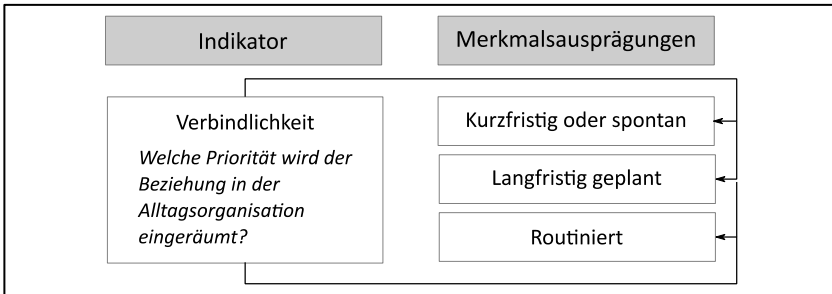 Indikator
Merkmalsausprägungen
Verbindlichkeit
Welche Priorität wird der
Beziehung in der
Alltagsorganisation
eingeräumt?
Kurzfristig oder spontan
Langfristig geplant
Routiniert